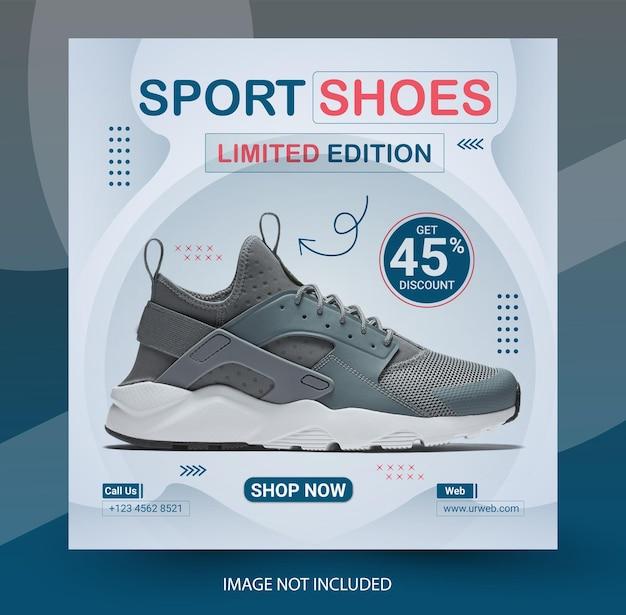 SPORT SHOES
LIMITED EDITION
GET
45%
DISCOUNT
SHOP NOW
Call Us
+123 4562 8521
Web
www.urweb.com
IMAGE NOT INCLUDED